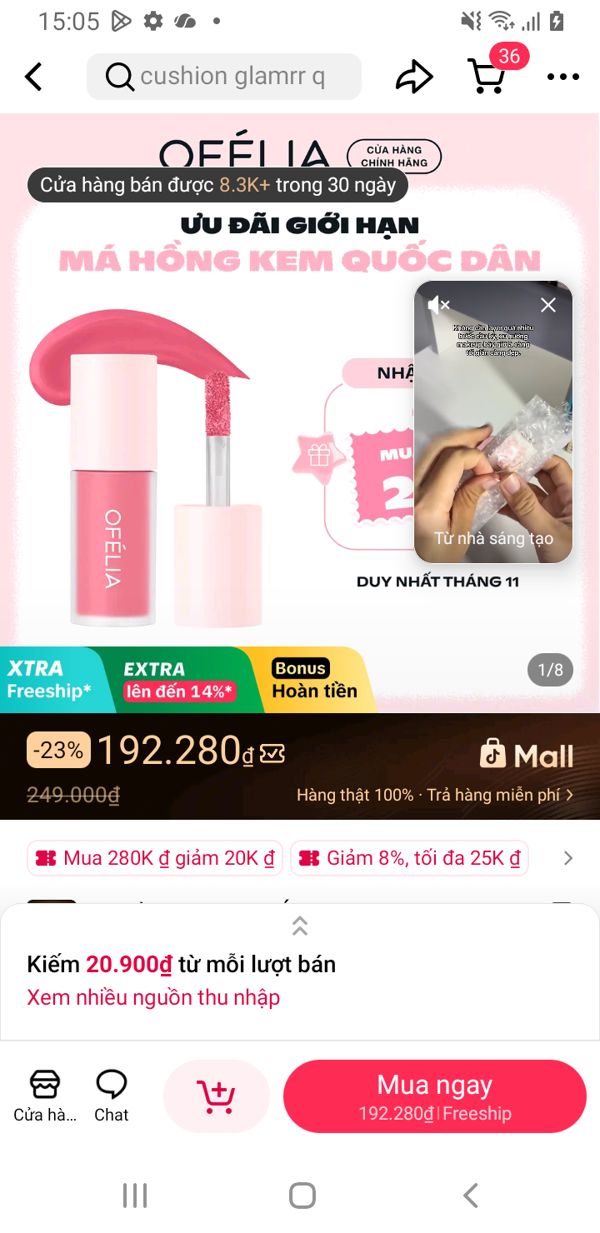 15:05
cushion glamrr q
36
OFÉLIA
CỬA HÀNG
CHÍNH HÃNG
Cửa hàng bán được 8.3K+ trong 30 ngày
ƯU ĐÃI GIỚI HẠN
MÁ HỒNG KEM QUỐC DÂN
NHẬ
MU
2
OFÉLIA
Từ nhà sáng tạo
DUY NHẤT THÁNG 11
XTRA
Freeship*
EXTRA
lên đến 14%*
Bonus
Hoàn tiền
1/8
-23% 192.280₫
Mall
249.000₫
Hàng thật 100% · Trả hàng miễn phí >
Mua 280K ₫ giảm 20K ₫
Giảm 8%, tối đa 25K ₫
Kiếm 20.900₫ từ mỗi lượt bán
Xem nhiều nguồn thu nhập
Cửa hà...
Chat
Mua ngay
192.280₫|Freeship